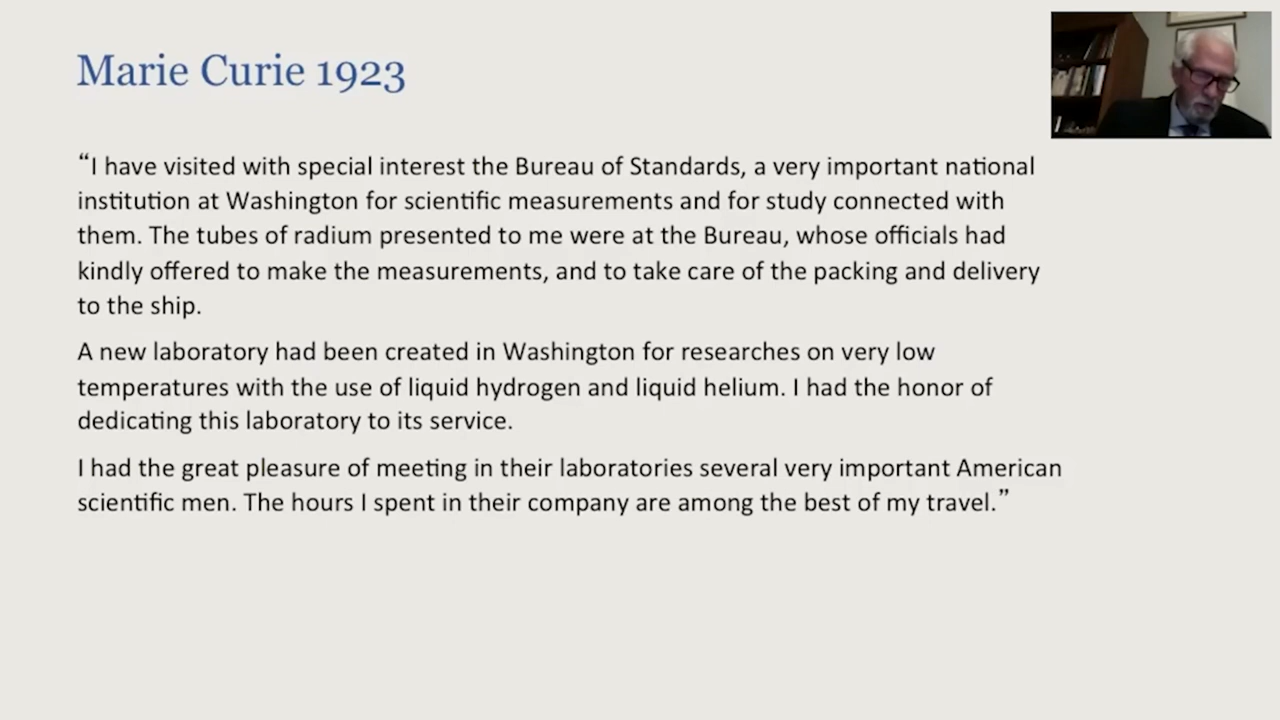 Marie Curie 1923
“I have visited with special interest the Bureau of Standards, a very important national
institution at Washington for scientific measurements and for study connected with
them. The tubes of radium presented to me were at the Bureau, whose officials had
kindly offered to make the measurements, and to take care of the packing and delivery
to the ship.
A new laboratory had been created in Washington for researches on very low
temperatures with the use of liquid hydrogen and liquid helium. I had the honor of
dedicating this laboratory to its service.
I had the great pleasure of meeting in their laboratories several very important American
scientific men. The hours I spent in their company are among the best of my travel.”